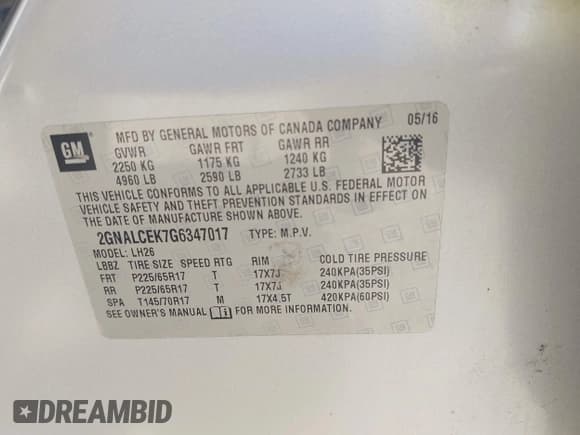 MFD BY GENERAL MOTORS OF CANADA COMPANY 05/16
GM
GVWR GAWR FRT GAWR RR
2250 KG 1175 KG 1240 KG
4960 LB 2590 LB 2733 LB
THIS VEHICLE CONFORMS TO ALL APPLICABLE U.S. FEDERAL MOTOR
VEHICLE SAFETY AND THEFT PREVENTION STANDARDS IN EFFECT ON
THE DATE OF MANUFACTURE SHOWN ABOVE.
2GNALCEK7G6347017 TYPE: M.P.V.
MODEL: LH26
LBBZ TIRE SIZE SPEED RTG RIM COLD TIRE PRESSURE
FRT P225/65R17 T 17X7J 240KPA(35PSI)
RR P225/65R17 T 17X7J 240KPA(35PSI)
SPA T145/70R17 M 17X4.5T 420KPA(60PSI)
SEE OWNER'S MANUAL FOR MORE INFORMATION.
DREAMBID